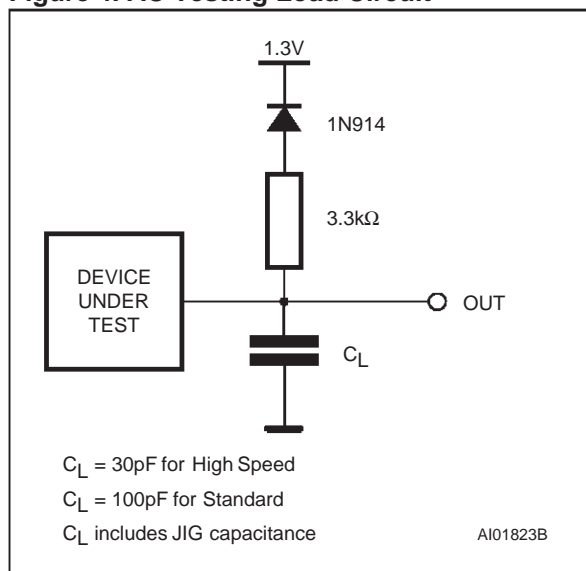 Figure 4. AC Testing Load Circuit
1.3V
1N914
3.3kΩ
DEVICE
UNDER
TEST
OUT
CL
CL = 30pF for High Speed
CL = 100pF for Standard
CL includes JIG capacitance
AI01823B